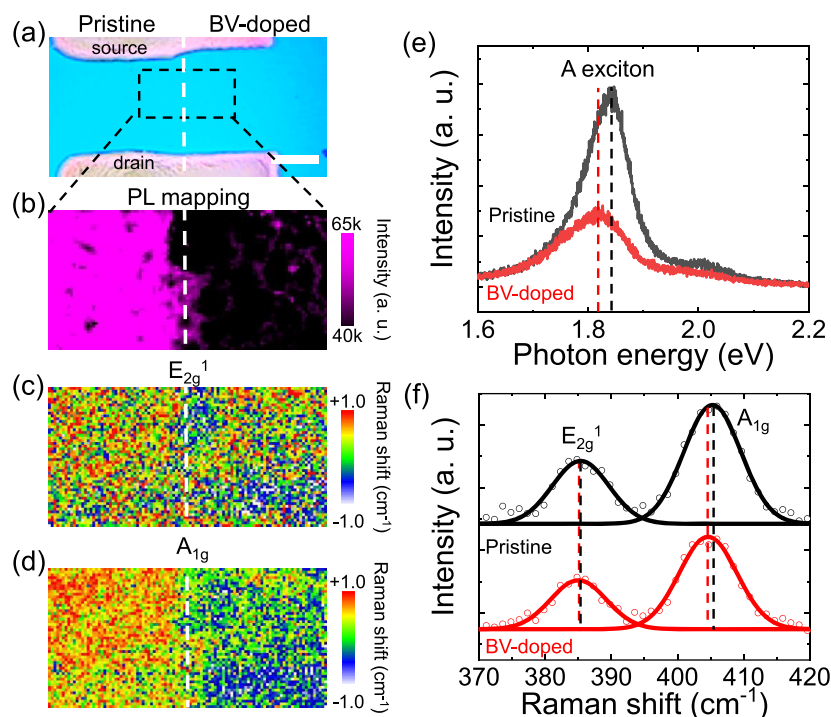 (a)
Pristine BV-doped
source
drain
(b)
PL mapping
65k
40k
Intensity (a. u.)
(c)
E₂g¹
+1.0
-1.0
Raman shift (cm⁻¹)
(d)
A₁g
+1.0
-1.0
Raman shift (cm⁻¹)
(e)
A exciton
Pristine
BV-doped
Intensity (a. u.)
1.6 1.8 2.0 2.2
Photon energy (eV)
(f)
E₂g¹
A₁g
Pristine
BV-doped
Intensity (a. u.)
370 380 390 400 410 420
Raman shift (cm⁻¹)